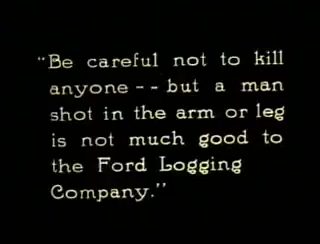 "Be careful not to kill
anyone -- but a man
shot in the arm or leg
is not much good to
the Ford Logging
Company."